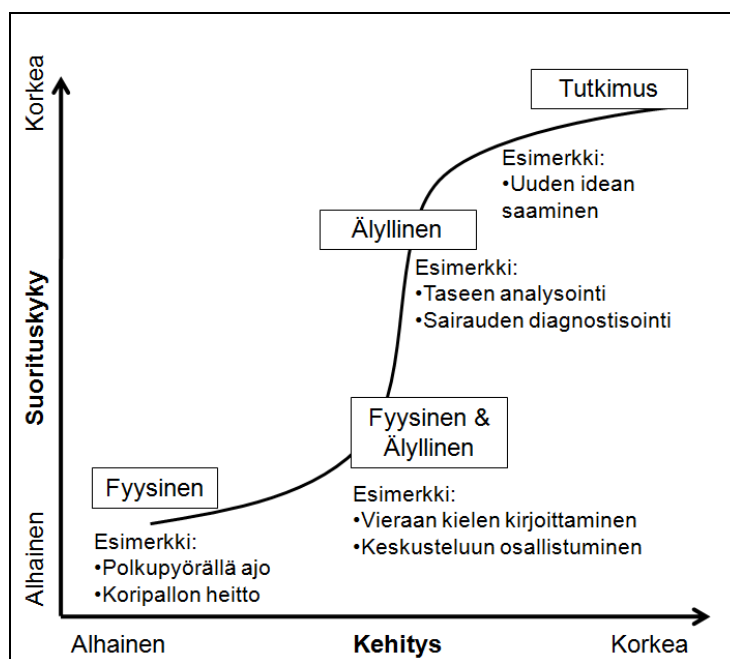 Korkea
Suorituskyky
Alhainen
Tutkimus
Esimerkki:
•Uuden idean
saaminen
Älyllinen
Esimerkki:
•Taseen analysointi
•Sairauden diagnostisointi
Fyysinen &
Älyllinen
Esimerkki:
•Vieraan kielen kirjoittaminen
•Keskusteluun osallistuminen
Fyysinen
Esimerkki:
•Polkupyörällä ajo
•Koripallon heitto
Alhainen
Kehitys
Korkea